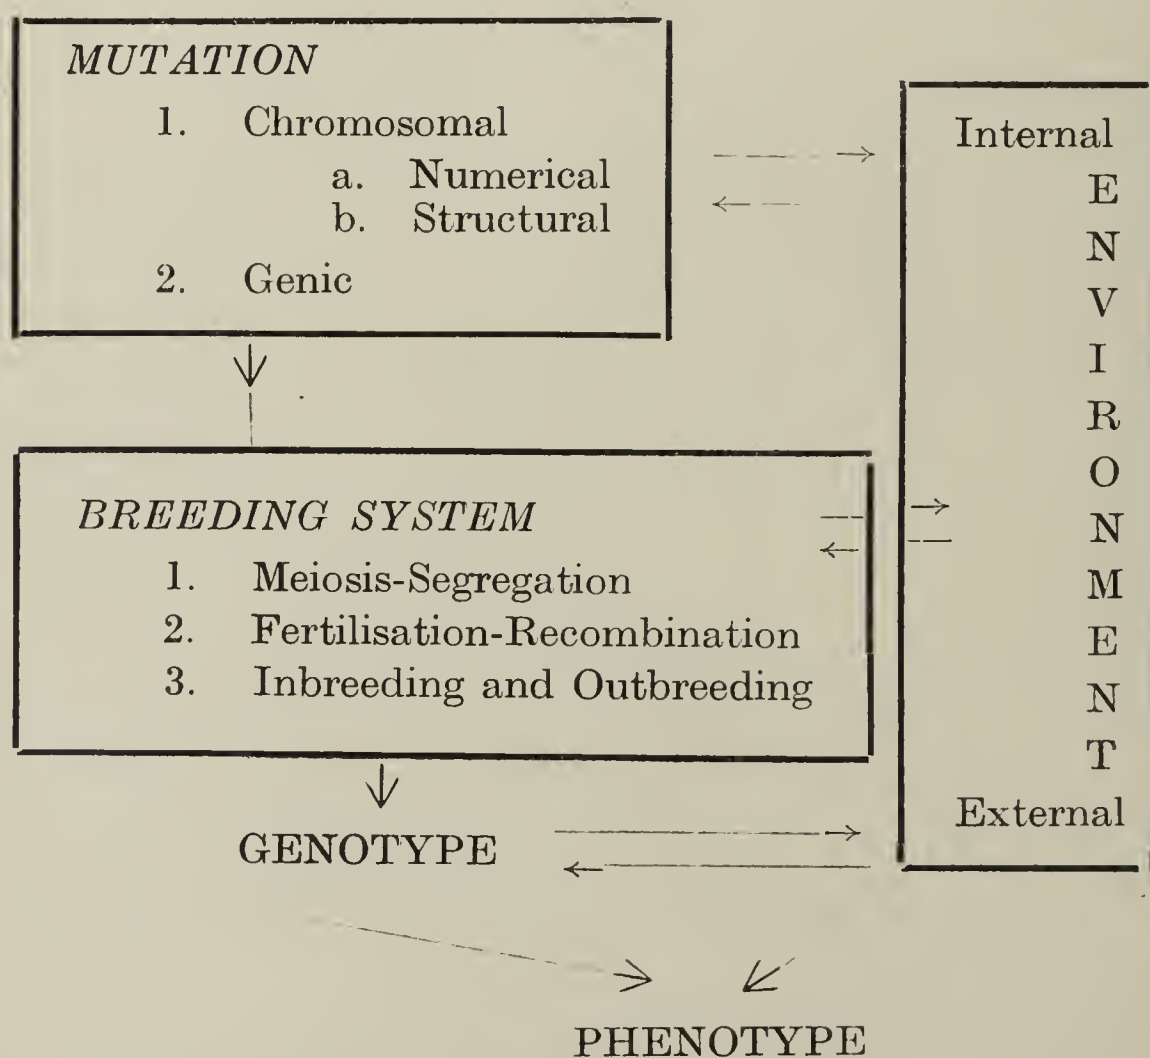 MUTATION
1. Chromosomal
a. Numerical
b. Structural
2. Genic
BREEDING SYSTEM
1. Meiosis-Segregation
2. Fertilisation-Recombination
3. Inbreeding and Outbreeding
GENOTYPE
Internal
E
N
V
I
R
O
N
M
E
N
T
External
PHENOTYPE